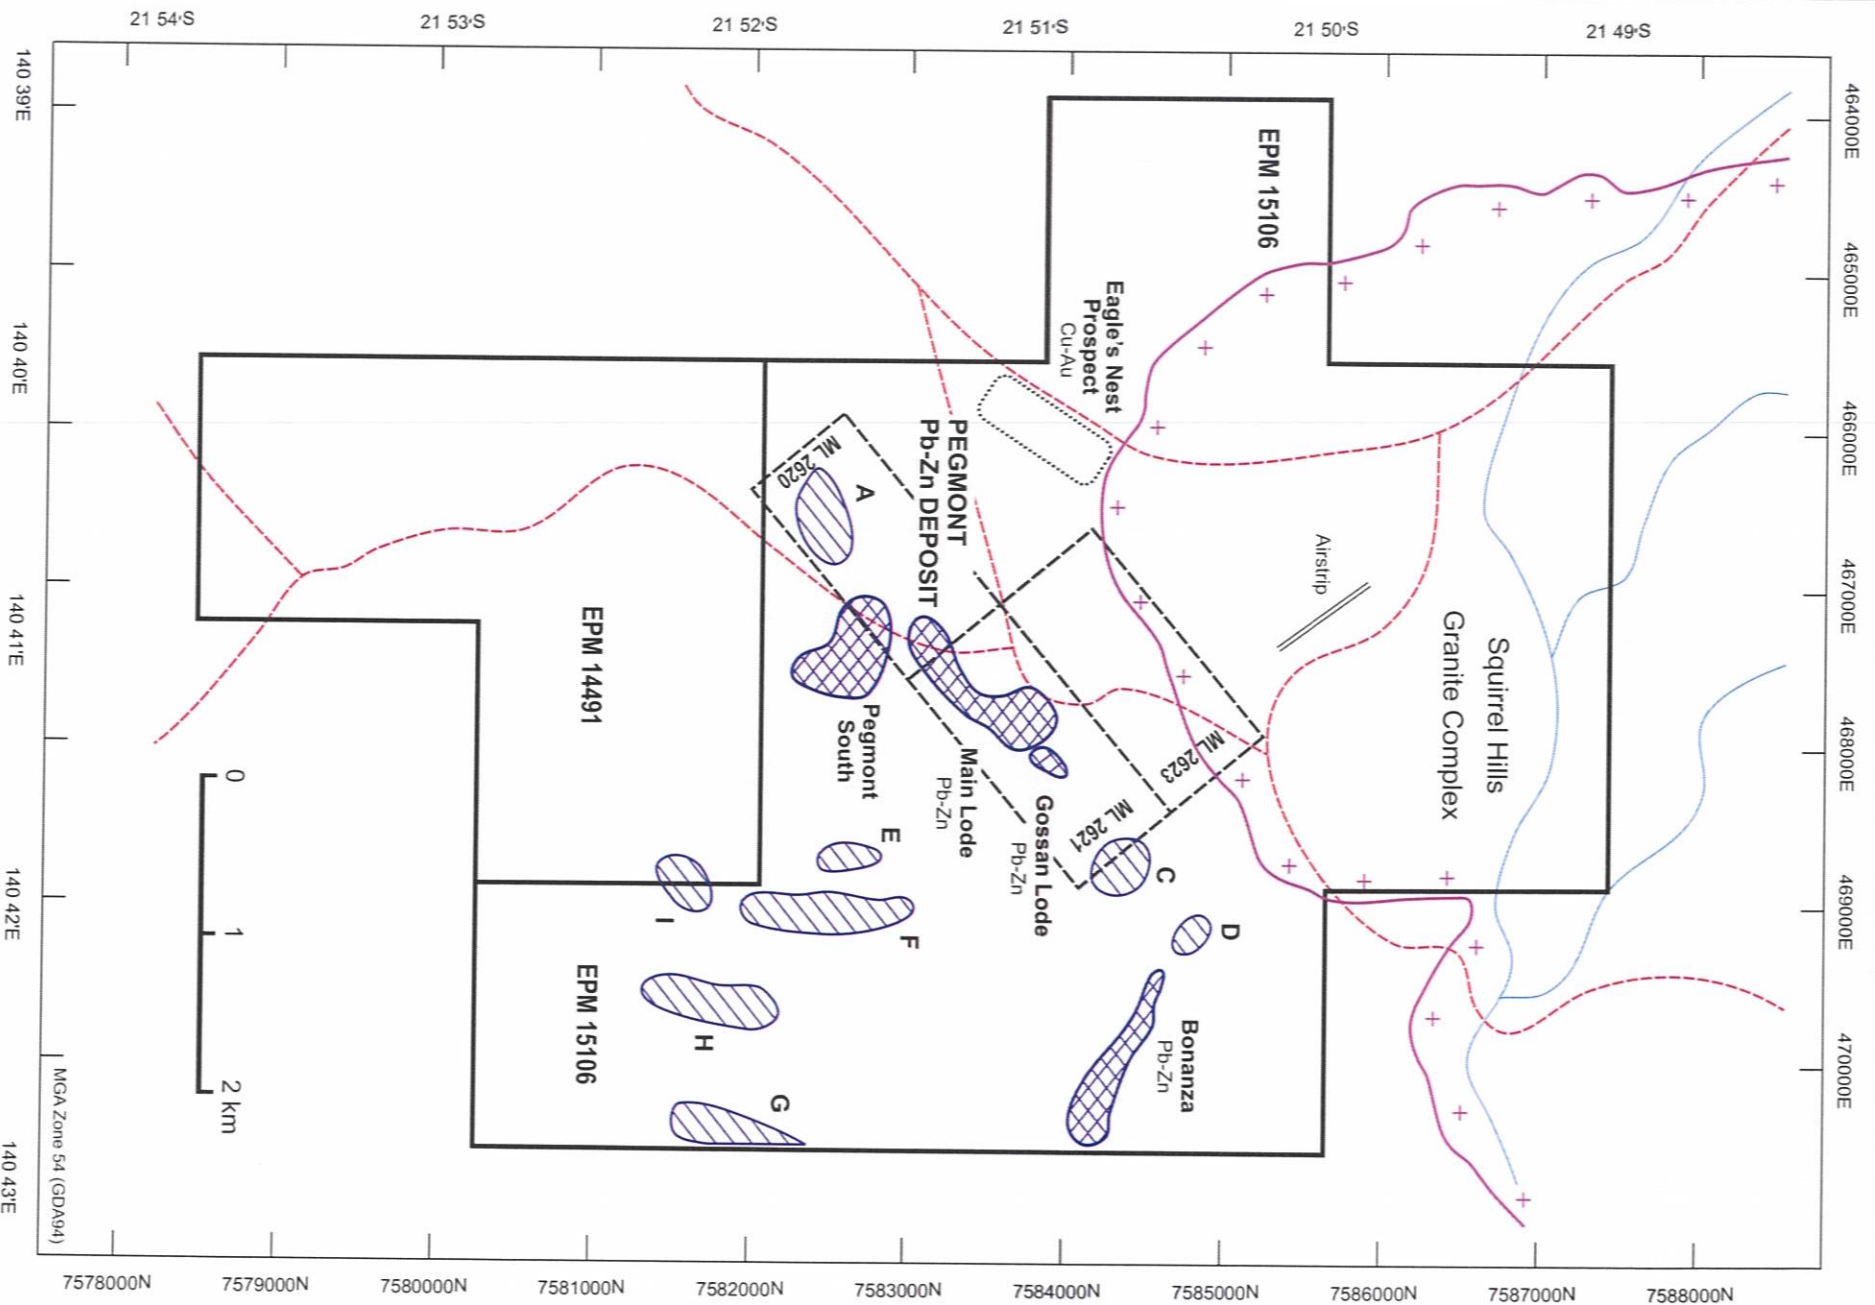 21 54'S
21 53'S
21 52'S
21 51'S
21 50'S
21 49'S
140 39'E
140 40'E
140 41'E
140 42'E
140 43'E
464000E
465000E
466000E
467000E
468000E
469000E
470000E
EPM 15106
Eagle's Nest
Prospect
Cu-Au
PEGMONT
Pb-Zn DEPOSIT
ML 2620
A
Airstrip
Squirrel Hills
Granite Complex
EPM 14491
Pegmont
South
Main Lode
Pb-Zn
Gossan Lode
Pb-Zn
ML 2623
ML 2621
C
D
E
F
I
H
G
Bonanza
Pb-Zn
EPM 15106
0
1
2 km
MGA Zone 54 (GDA94)
7578000N
7579000N
7580000N
7581000N
7582000N
7583000N
7584000N
7585000N
7586000N
7587000N
7588000N